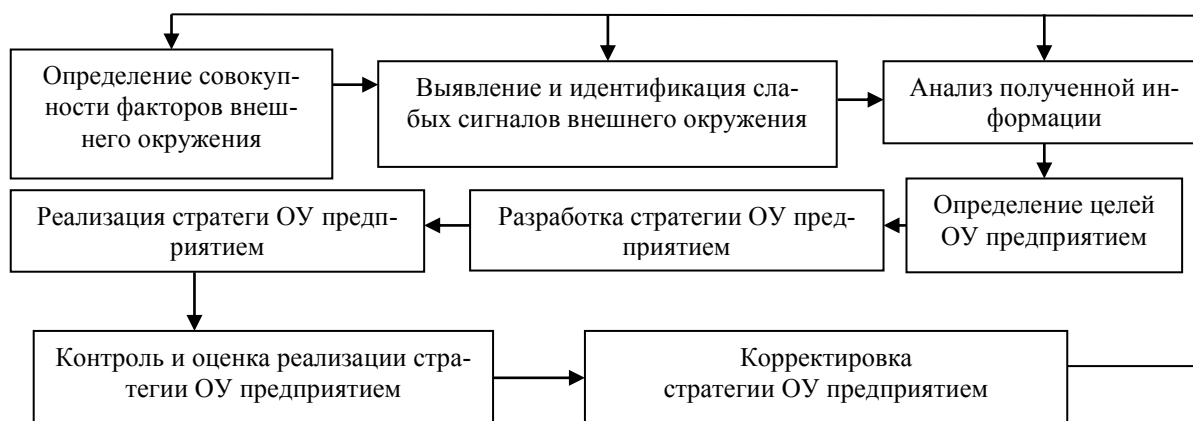 Определение совокуп-
ности факторов внеш-
него окружения
Выявление и идентификация сла-
бых сигналов внешнего окружения
Анализ полученной ин-
формации
Реализация стратеги ОУ предп-
риятием
Разработка стратегии ОУ пред-
приятием
Определение целей
ОУ предприятием
Контроль и оценка реализации стра-
тегии ОУ предприятием
Корректировка
стратегии ОУ предприятием